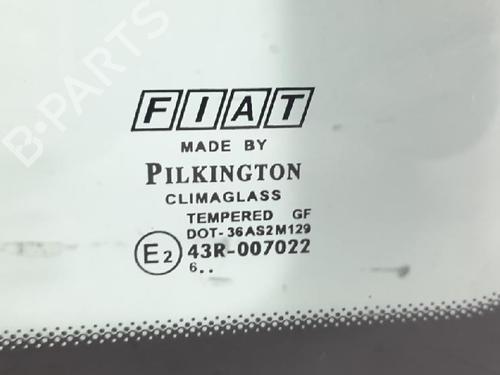 B-PARTS
FIAT
MADE BY
PILKINGTON
CLIMAGLASS
TEMPERED GF
DOT-36AS2M129
E2 43R-007022
6..